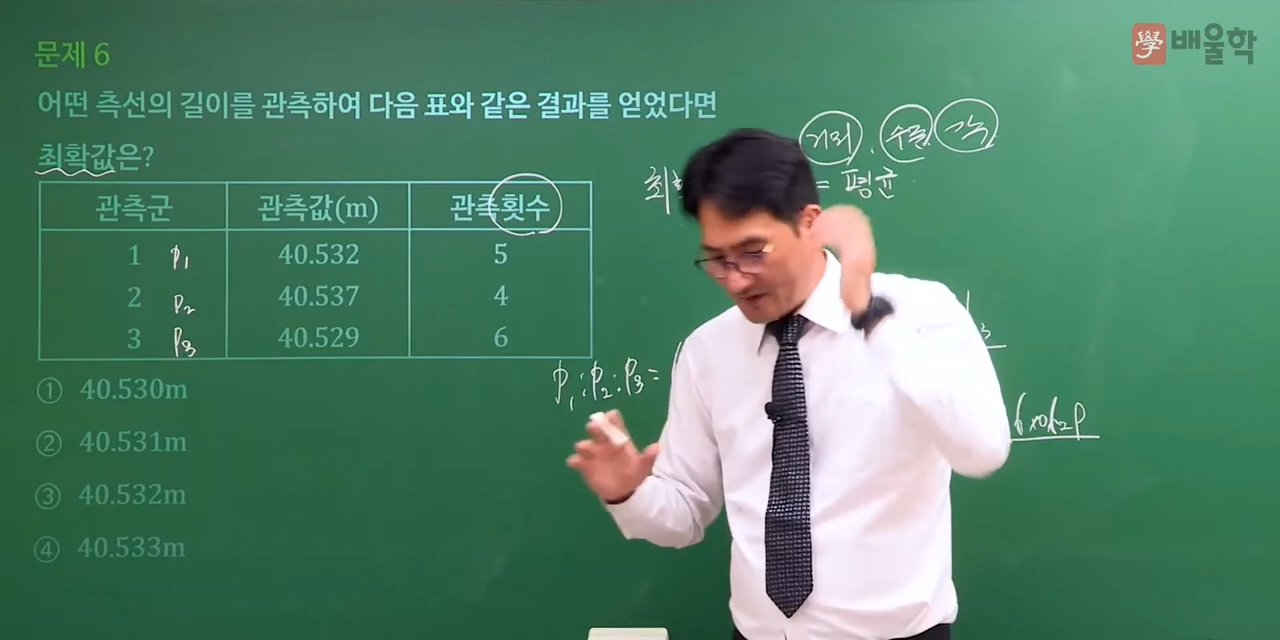 學 배울학
문제 6
어떤 측선의 길이를 관측하여 다음 표와 같은 결과를 얻었다면
최확값은?
관측군 관측값(m) 관측횟수
1 P₁ 40.532 5
2 P₂ 40.537 4
3 P₃ 40.529 6
① 40.530m
② 40.531m
③ 40.532m
④ 40.533m
거리. 수준. 각
= 평균
P₁:P₂:P₃=